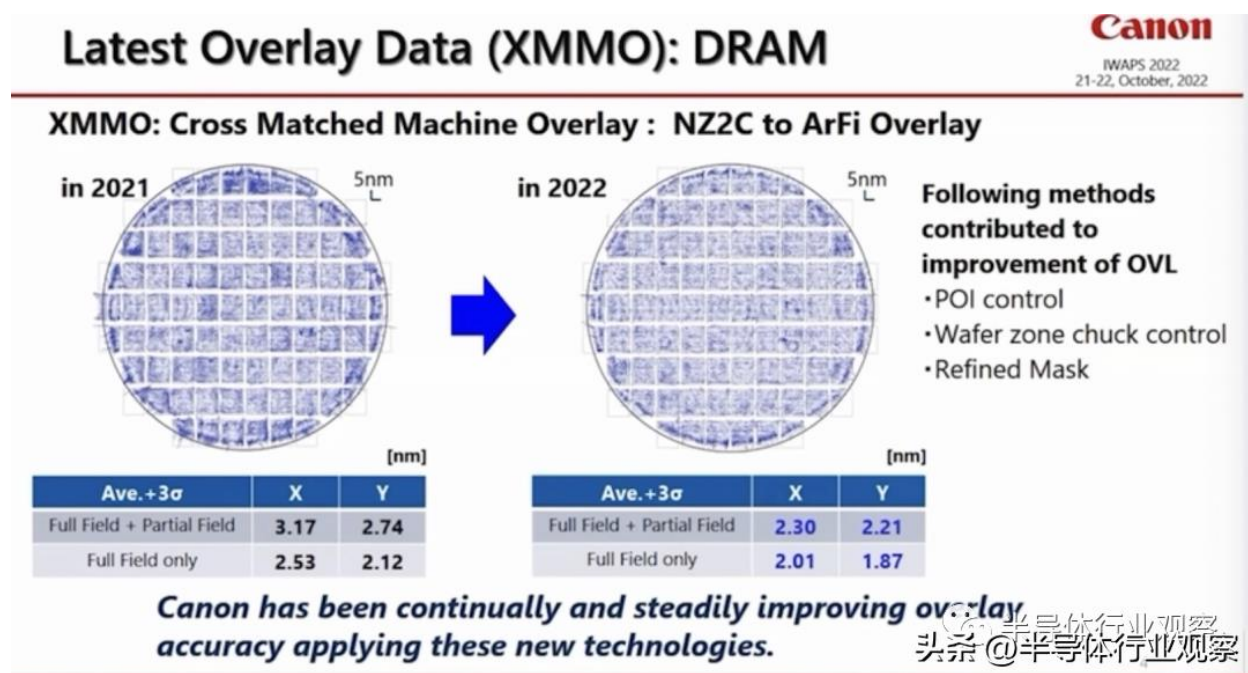 Canon
Latest Overlay Data (XMMO): DRAM
IWAPS 2022
21-22, October, 2022
XMMO: Cross Matched Machine Overlay : NZ2C to ArFi Overlay
in 2021
5nm
in 2022
5nm
Following methods
contributed to
improvement of OVL
・POI control
・Wafer zone chuck control
・Refined Mask
[nm]
Ave.+3σ X Y
Full Field + Partial Field 3.17 2.74
Full Field only 2.53 2.12
[nm]
Ave.+3σ X Y
Full Field + Partial Field 2.30 2.21
Full Field only 2.01 1.87
Canon has been continually and steadily improving overlay
accuracy applying these new technologies.
半导体行业观察
头条 @半导体行业观察